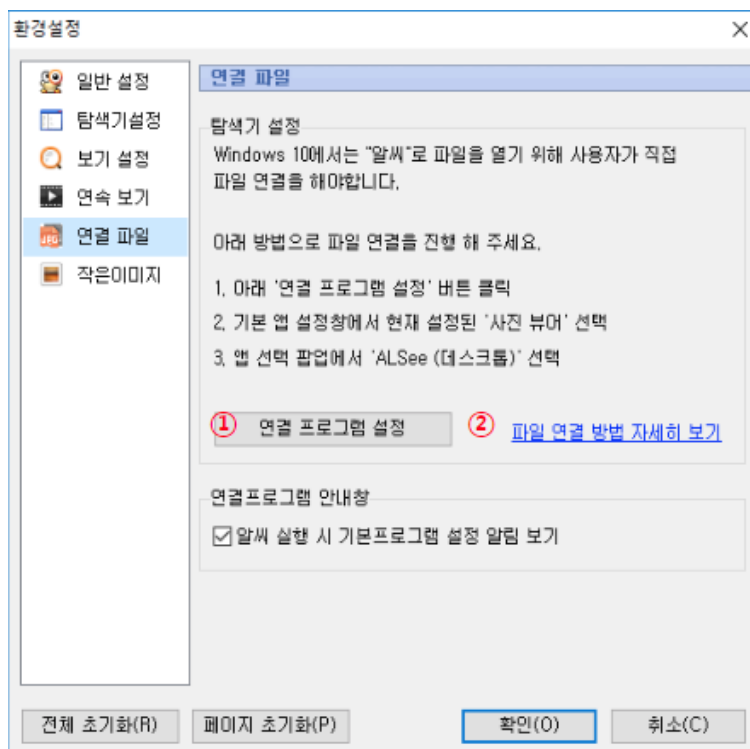 환경설정
일반 설정
탐색기설정
보기 설정
연속 보기
JPG
연결 파일
작은이미지
연결 파일
탐색기 설정
Windows 10에서는 "알씨"로 파일을 열기 위해 사용자가 직접
파일 연결을 해야합니다.
아래 방법으로 파일 연결을 진행 해 주세요.
1. 아래 '연결 프로그램 설정' 버튼 클릭
2. 기본 앱 설정창에서 현재 설정된 '사진 뷰어' 선택
3. 앱 선택 팝업에서 'ALSee (데스크톱)' 선택
① 연결 프로그램 설정 ② 파일 연결 방법 자세히 보기
연결프로그램 안내창
알씨 실행 시 기본프로그램 설정 알림 보기
전체 초기화(R) 페이지 초기화(P) 확인(O) 취소(C)